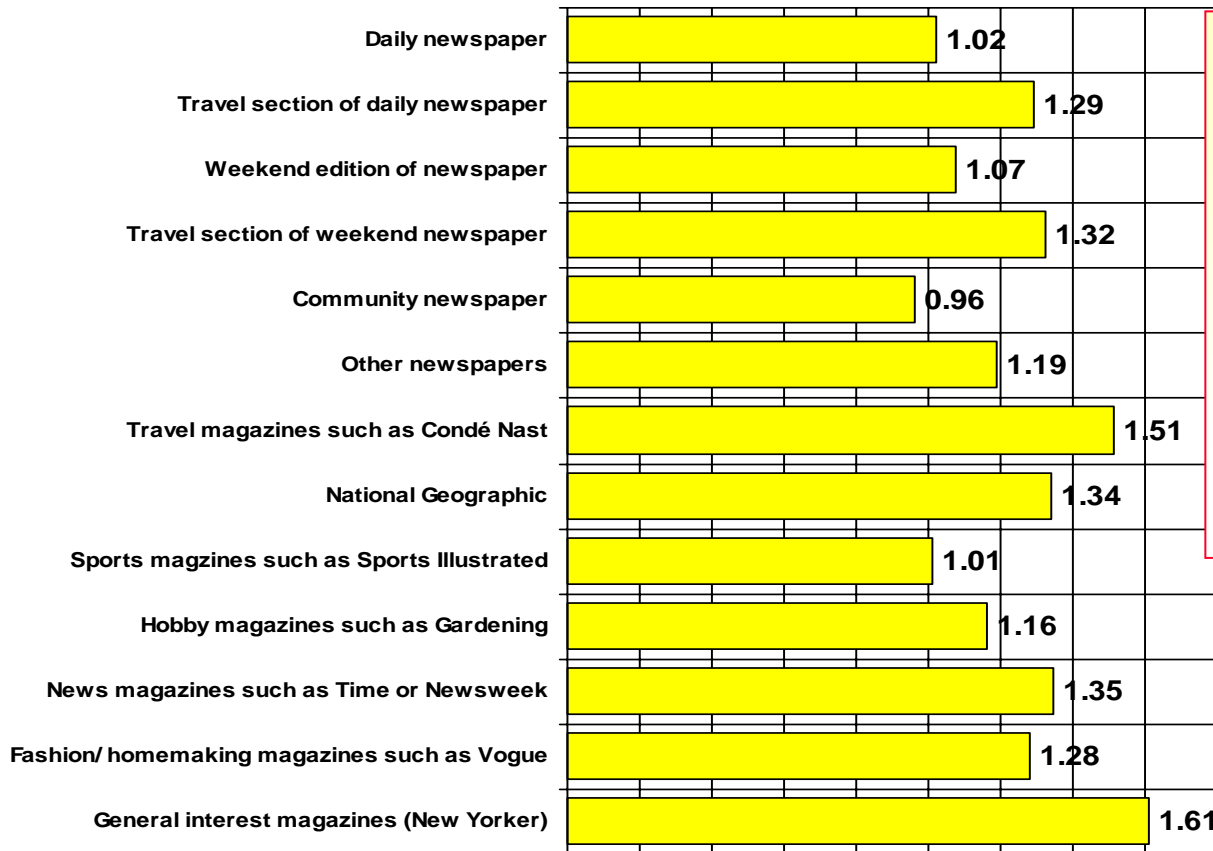 Daily newspaper 1.02
Travel section of daily newspaper 1.29
Weekend edition of newspaper 1.07
Travel section of weekend newspaper 1.32
Community newspaper 0.96
Other newspapers 1.19
Travel magazines such as Condé Nast 1.51
National Geographic 1.34
Sports magzines such as Sports Illustrated 1.01
Hobby magazines such as Gardening 1.16
News magazines such as Time or Newsweek 1.35
Fashion/ homemaking magazines such as Vogue 1.28
General interest magazines (New Yorker) 1.61